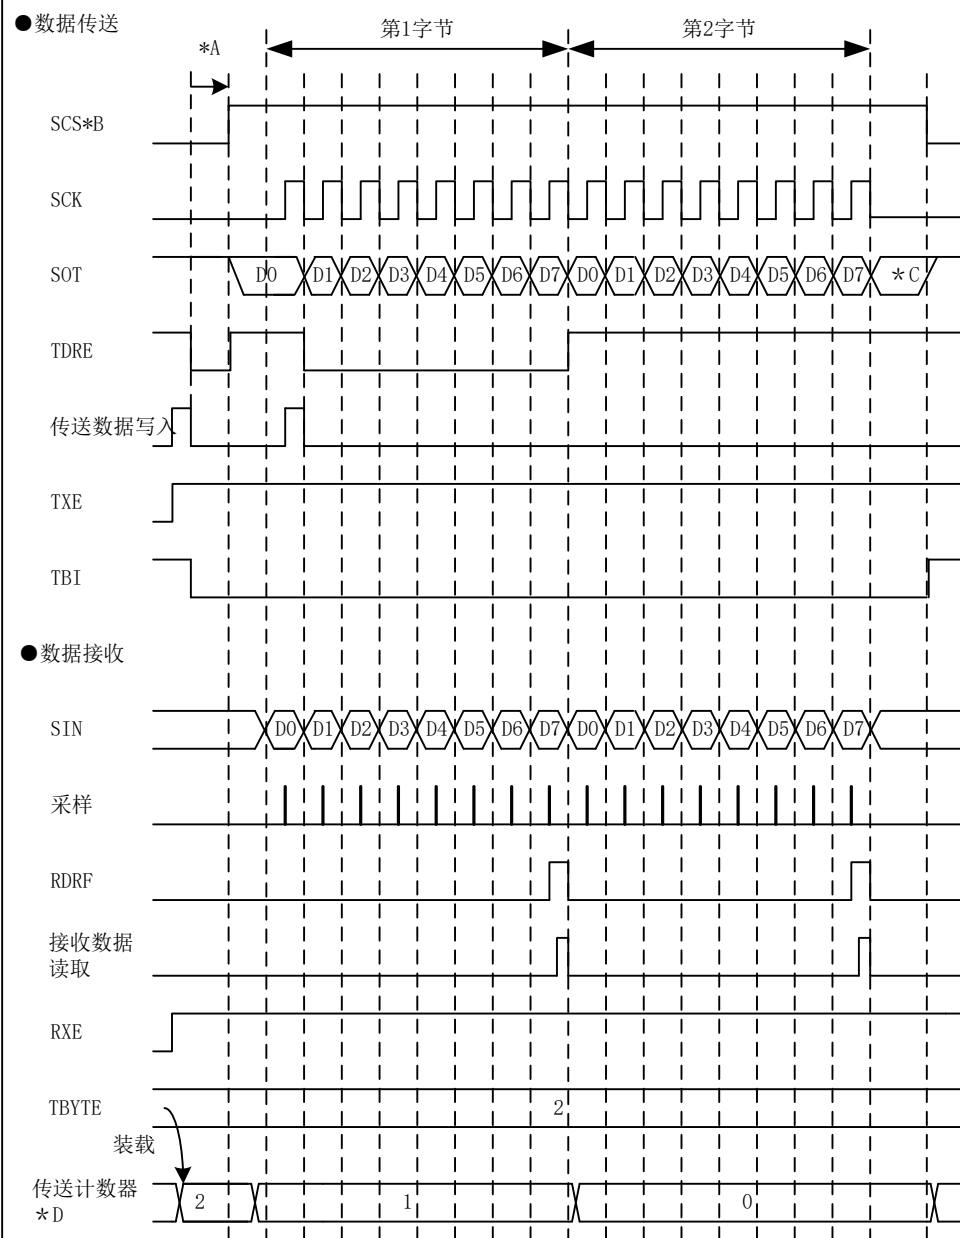 ●数据传送
第1字节 第2字节
*A
SCS*B
SCK
SOT D0 D1 D2 D3 D4 D5 D6 D7 D0 D1 D2 D3 D4 D5 D6 D7 *C
TDRE
传送数据写入
TXE
TBI
●数据接收
SIN D0 D1 D2 D3 D4 D5 D6 D7 D0 D1 D2 D3 D4 D5 D6 D7
采样
RDRF
接收数据
读取
RXE
TBYTE 2
装载
传送计数器
*D
2 1 0